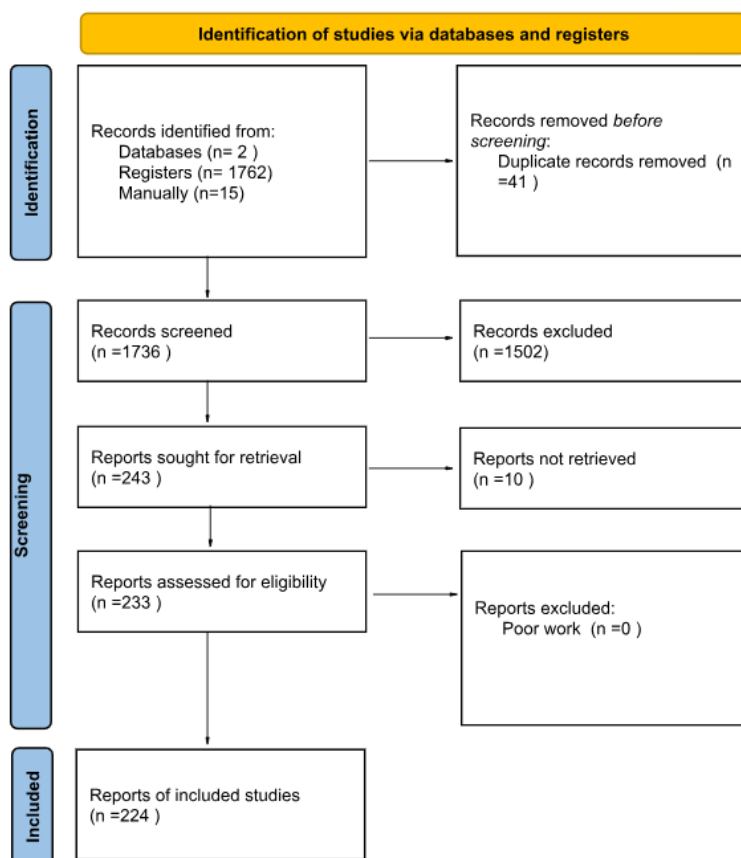 Identification of studies via databases and registers
Identification
Records identified from:
Databases (n= 2 )
Registers (n= 1762)
Manually (n=15)
Records removed before
screening:
Duplicate records removed (n
=41 )
Screening
Records screened
(n =1736 )
Records excluded
(n =1502)
Reports sought for retrieval
(n =243 )
Reports not retrieved
(n =10 )
Reports assessed for eligibility
(n =233 )
Reports excluded:
Poor work (n =0 )
Included
Reports of included studies
(n =224 )